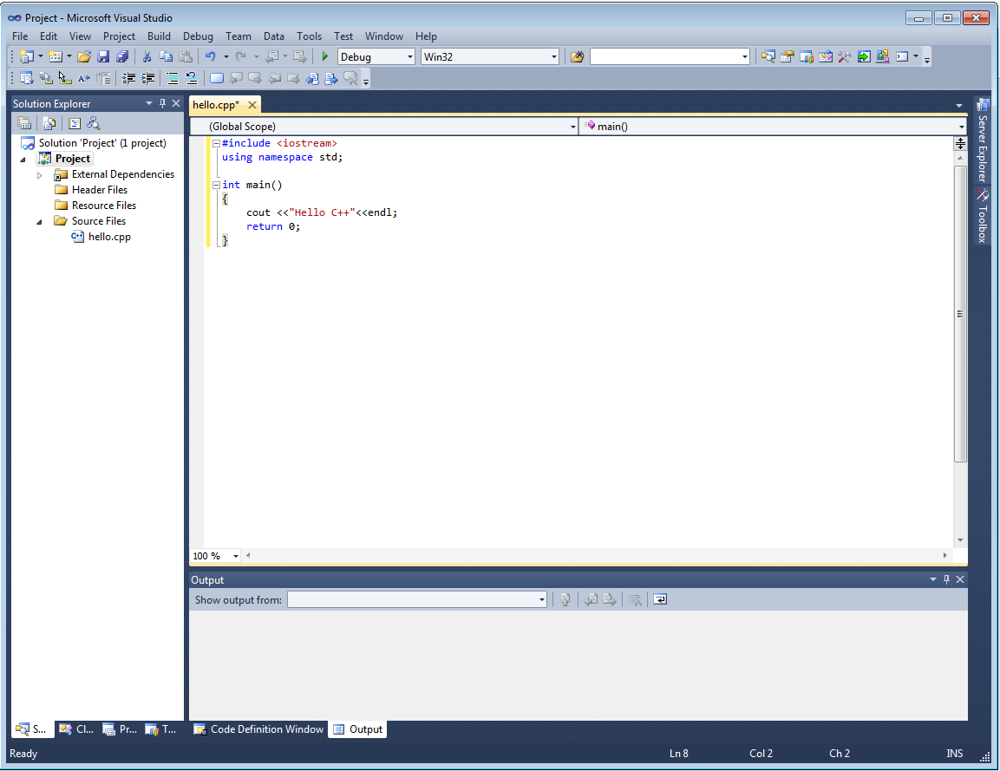 Project - Microsoft Visual Studio
File Edit View Project Build Debug Team Data Tools Test Window Help
Debug Win32
Solution Explorer
Solution 'Project' (1 project)
Project
External Dependencies
Header Files
Resource Files
Source Files
hello.cpp
hello.cpp*
(Global Scope) main()
#include <iostream>
using namespace std;
int main()
{
cout <<"Hello C++"<<endl;
return 0;
}
100 %
Server Explorer
Toolbox
Output
Show output from:
S... Cl... Pr... T... Code Definition Window Output
Ready Ln 8 Col 2 Ch 2 INS